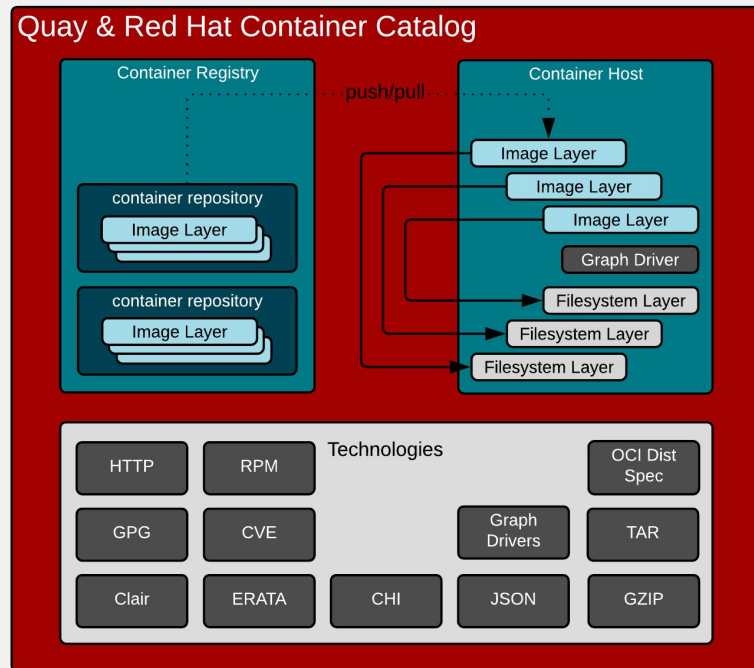 Quay & Red Hat Container Catalog
Container Registry
Container Host
push/pull
Image Layer
Image Layer
Image Layer
container repository
Image Layer
Graph Driver
container repository
Image Layer
Filesystem Layer
Filesystem Layer
Filesystem Layer
Technologies
HTTP
RPM
OCI Dist
Spec
GPG
CVE
Graph
Drivers
TAR
Clair
ERATA
CHI
JSON
GZIP